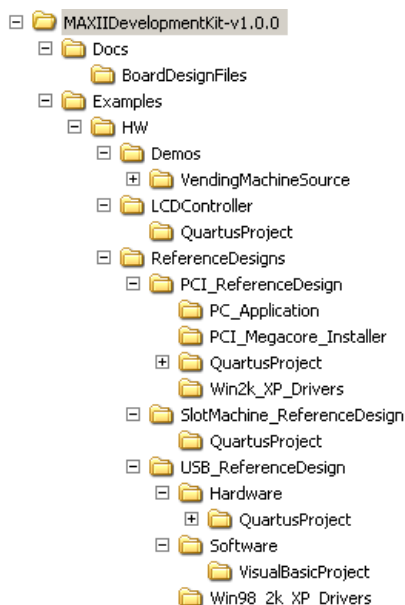 MAXIIDevelopmentKit-v1.0.0
Docs
BoardDesignFiles
Examples
HW
Demos
VendingMachineSource
LCDController
QuartusProject
ReferenceDesigns
PCI_ReferenceDesign
PC_Application
PCI_Megacore_Installer
QuartusProject
Win2k_XP_Drivers
SlotMachine_ReferenceDesign
QuartusProject
USB_ReferenceDesign
Hardware
QuartusProject
Software
VisualBasicProject
Win98_2k_XP_Drivers